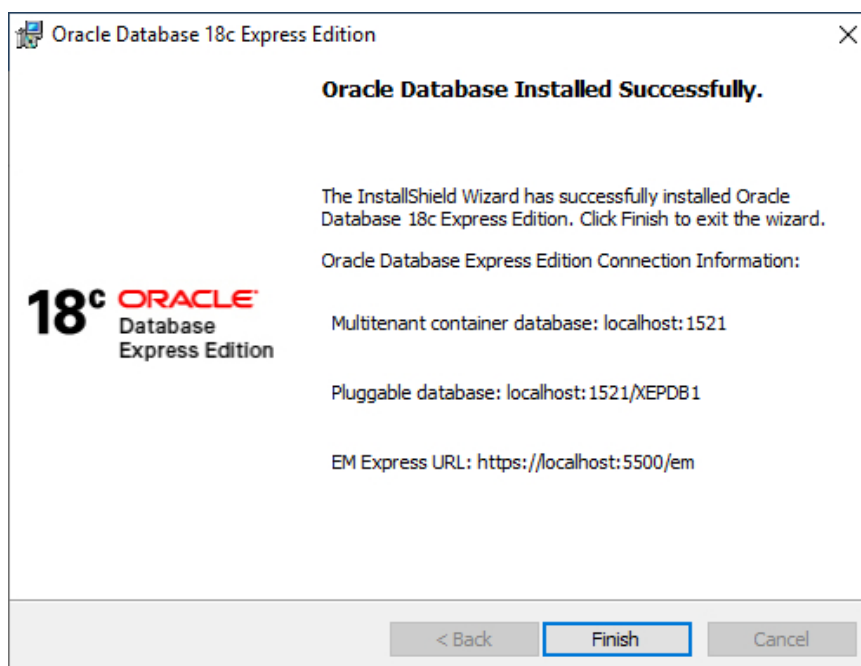 Oracle Database 18c Express Edition
Oracle Database Installed Successfully.
The InstallShield Wizard has successfully installed Oracle
Database 18c Express Edition. Click Finish to exit the wizard.
Oracle Database Express Edition Connection Information:
18c ORACLE
Database
Express Edition
Multitenant container database: localhost:1521
Pluggable database: localhost:1521/XEPDB1
EM Express URL: https://localhost:5500/em
< Back
Finish
Cancel